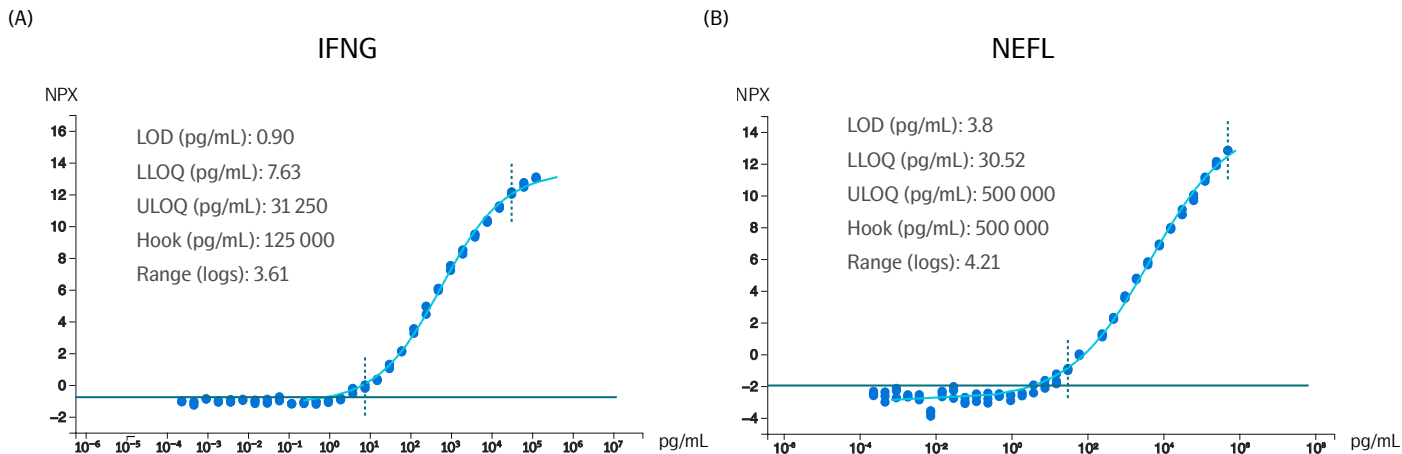 (A)
IFNG
NPX
16
14
12
10
8
6
4
2
0
−2
LOD (pg/mL): 0.90
LLOQ (pg/mL): 7.63
ULOQ (pg/mL): 31 250
Hook (pg/mL): 125 000
Range (logs): 3.61
10⁻⁶ 10⁻⁵ 10⁻⁴ 10⁻³ 10⁻² 10⁻¹ 10⁰ 10¹ 10² 10³ 10⁴ 10⁵ 10⁶ 10⁷ pg/mL
(B)
NEFL
NPX
14
12
10
8
6
4
2
0
−2
−4
LOD (pg/mL): 3.8
LLOQ (pg/mL): 30.52
ULOQ (pg/mL): 500 000
Hook (pg/mL): 500 000
Range (logs): 4.21
10⁻⁶ 10⁻⁴ 10⁻² 10⁰ 10² 10⁴ 10⁶ 10⁸ pg/mL